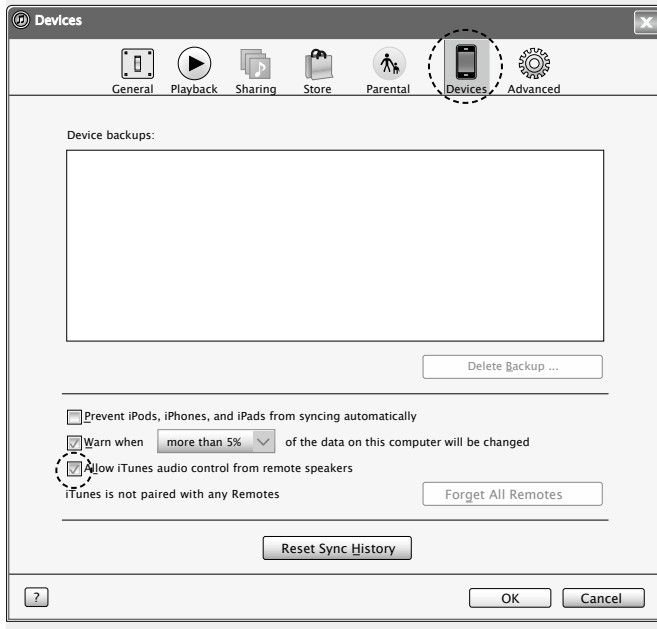 Devices
General Playback Sharing Store Parental Devices Advanced
Device backups:
Delete Backup ...
Prevent iPods, iPhones, and iPads from syncing automatically
Warn when more than 5% of the data on this computer will be changed
Allow iTunes audio control from remote speakers
iTunes is not paired with any Remotes Forget All Remotes
Reset Sync History
? OK Cancel